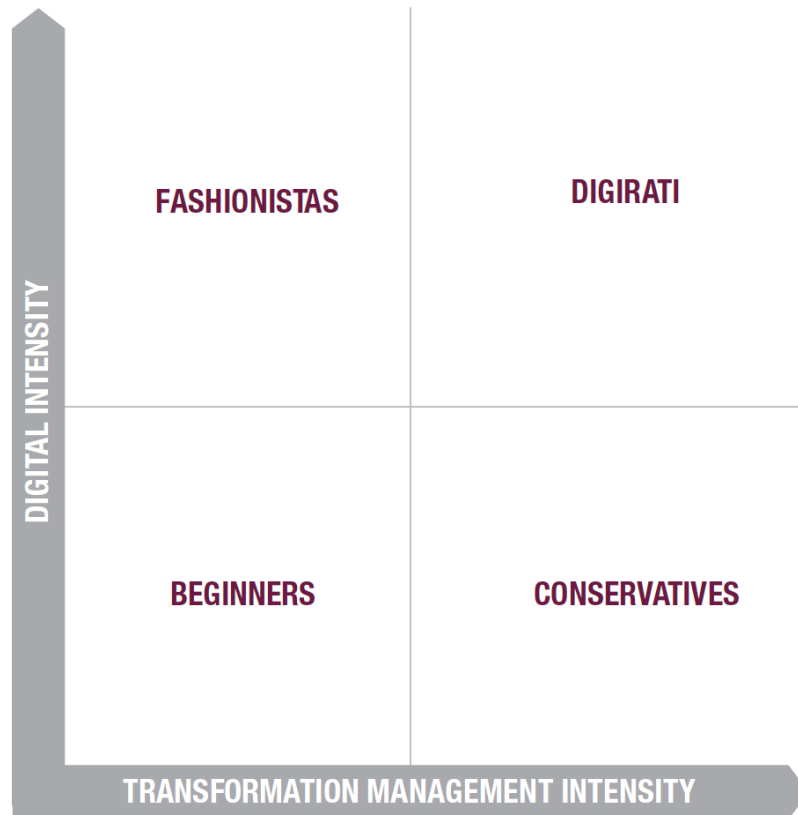 FASHIONISTAS
DIGIRATI
DIGITAL INTENSITY
BEGINNERS
CONSERVATIVES
TRANSFORMATION MANAGEMENT INTENSITY